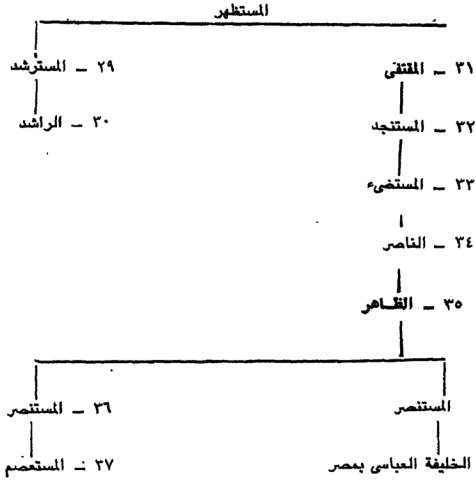 المستظهر
٣١ ـ المقتفى
٢٩ ـ المسترشد
٣٢ ـ المستنجد
٣٠ ـ الراشد
٣٣ ـ المستضىء
٣٤ ـ الناصر
٣٥ ـ الظاهر
المستنصر
٣٦ ـ المستنصر
الخليفة العباسى بمصر
٣٧ ـ المستعصم